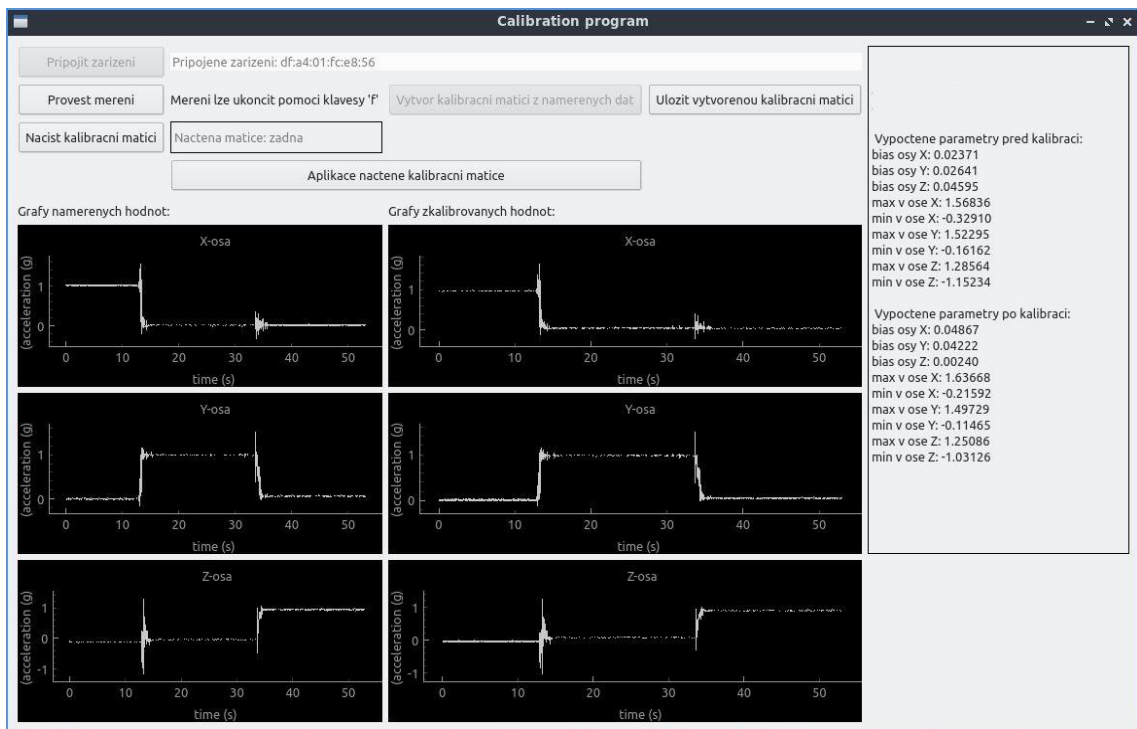 Calibration program
Pripojit zarizeni
Pripojene zarizeni: df:a4:01:fc:e8:56
Provest mereni
Mereni lze ukoncit pomoci klavesy 'f'
Vytvor kalibracni matici z namerenych dat
Ulozit vytvorenou kalibracni matici
Nacist kalibracni matici
Nactena matice: zadna
Aplikace nactene kalibracni matice
Grafy namerenych hodnot:
Grafy zkalibrovanych hodnot:
X-osa
(acceleration (g)
1
0
0 10 20 30 40 50
time (s)
X-osa
(acceleration (g)
1
0
0 10 20 30 40 50
time (s)
Y-osa
(acceleration (g)
1
0
0 10 20 30 40 50
time (s)
Y-osa
(acceleration (g)
1
0
0 10 20 30 40 50
time (s)
Z-osa
(acceleration (g)
1
0
-1
0 10 20 30 40 50
time (s)
Z-osa
(acceleration (g)
1
0
-1
0 10 20 30 40 50
time (s)
Vypoctene parametry pred kalibraci:
bias osy X: 0.02371
bias osy Y: 0.02641
bias osy Z: 0.04595
max v ose X: 1.56836
min v ose X: -0.32910
max v ose Y: 1.52295
min v ose Y: -0.16162
max v ose Z: 1.28564
min v ose Z: -1.15234
Vypoctene parametry po kalibraci:
bias osy X: 0.04867
bias osy Y: 0.04222
bias osy Z: 0.00240
max v ose X: 1.63668
min v ose X: -0.21592
max v ose Y: 1.49729
min v ose Y: -0.11465
max v ose Z: 1.25086
min v ose Z: -1.03126